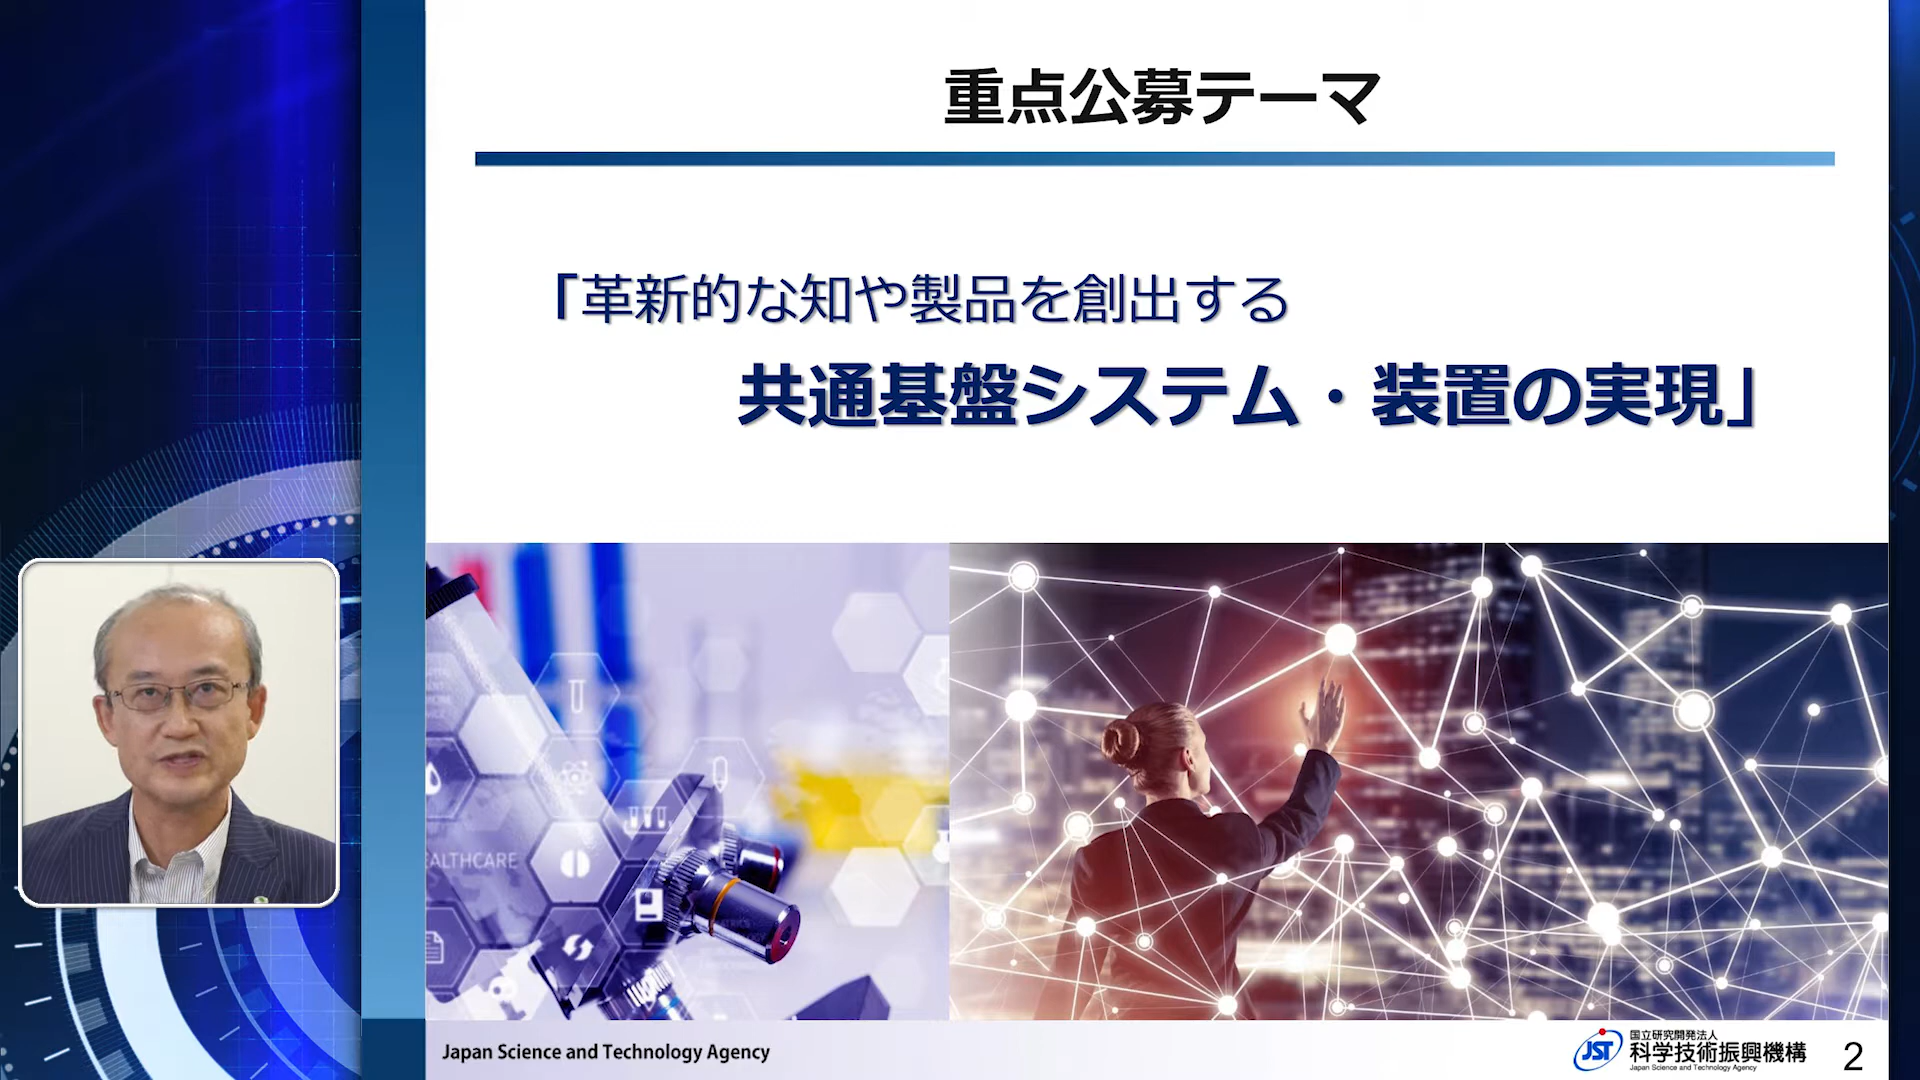 重点公募テーマ
「革新的な知や製品を創出する
共通基盤システム・装置の実現」
EALTHCARE
Japan Science and Technology Agency
JST
国立研究開発法人
科学技術振興機構
Japan Science and Technology Agency
2